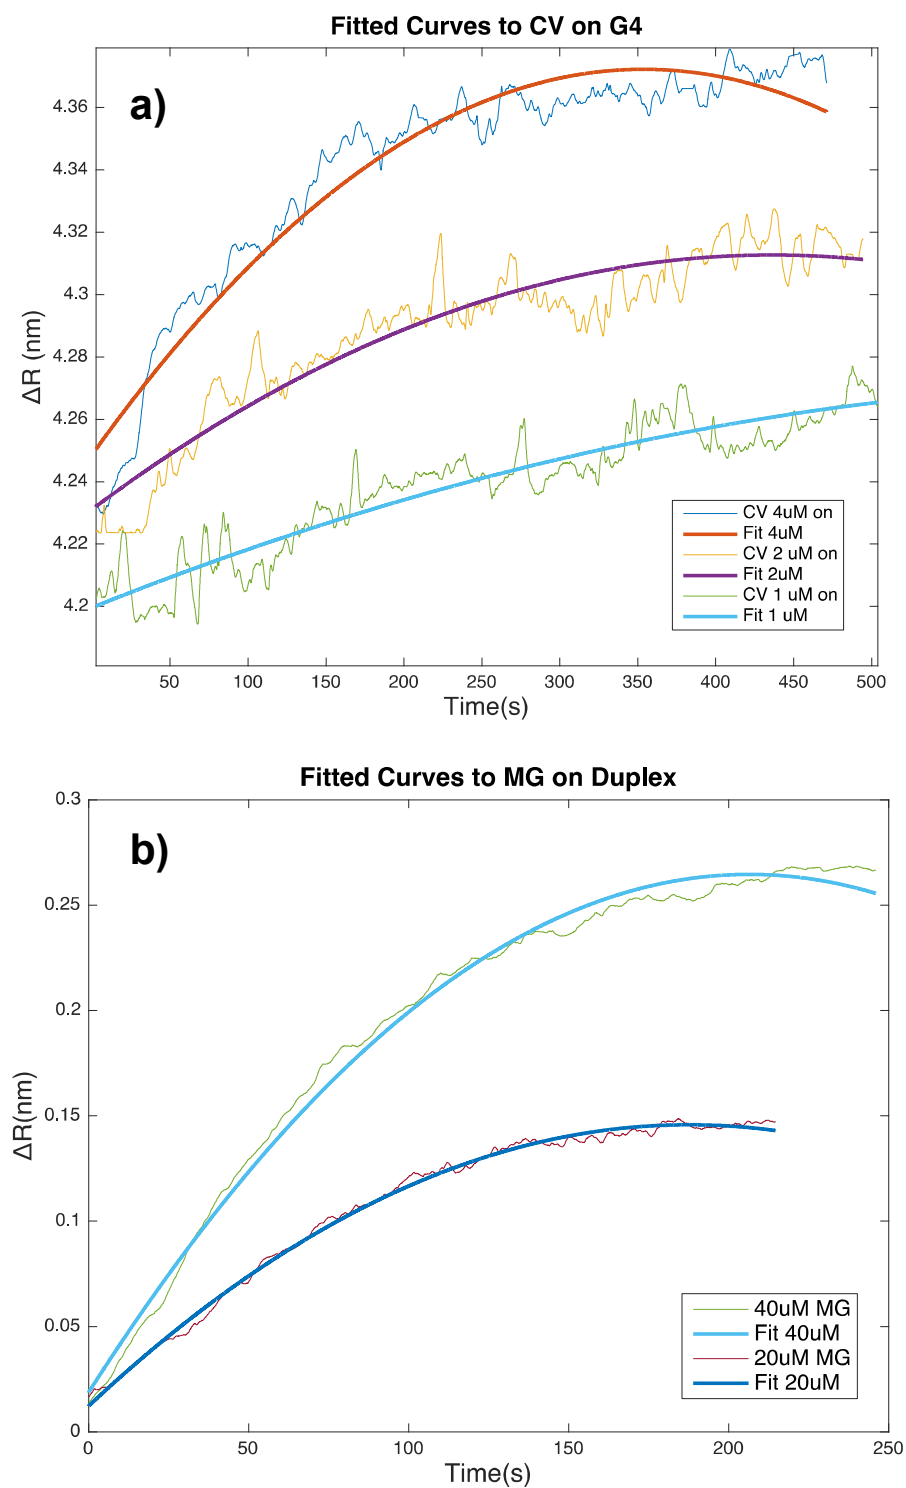 Fitted Curves to CV on G4
a)
4.36
4.34
4.32
4.3
4.28
4.26
4.24
4.22
4.2
ΔR (nm)
CV 4uM on
Fit 4uM
CV 2 uM on
Fit 2uM
CV 1 uM on
Fit 1 uM
50 100 150 200 250 300 350 400 450 500
Time(s)
Fitted Curves to MG on Duplex
b)
0.3
0.25
0.2
0.15
0.1
0.05
0
ΔR(nm)
40uM MG
Fit 40uM
20uM MG
Fit 20uM
0 50 100 150 200 250
Time(s)